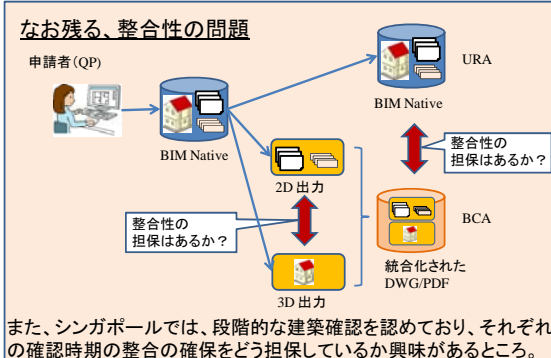 なお残る、整合性の問題
申請者（QP）
BIM Native
URA
BIM Native
整合性の
担保はあるか？
2D 出力
整合性の
担保はあるか？
BCA
3D 出力
統合化された
DWG/PDF
また、シンガポールでは、段階的な建築確認を認めており、それぞれ
の確認時期の整合の確保をどう担保しているか興味があるところ。